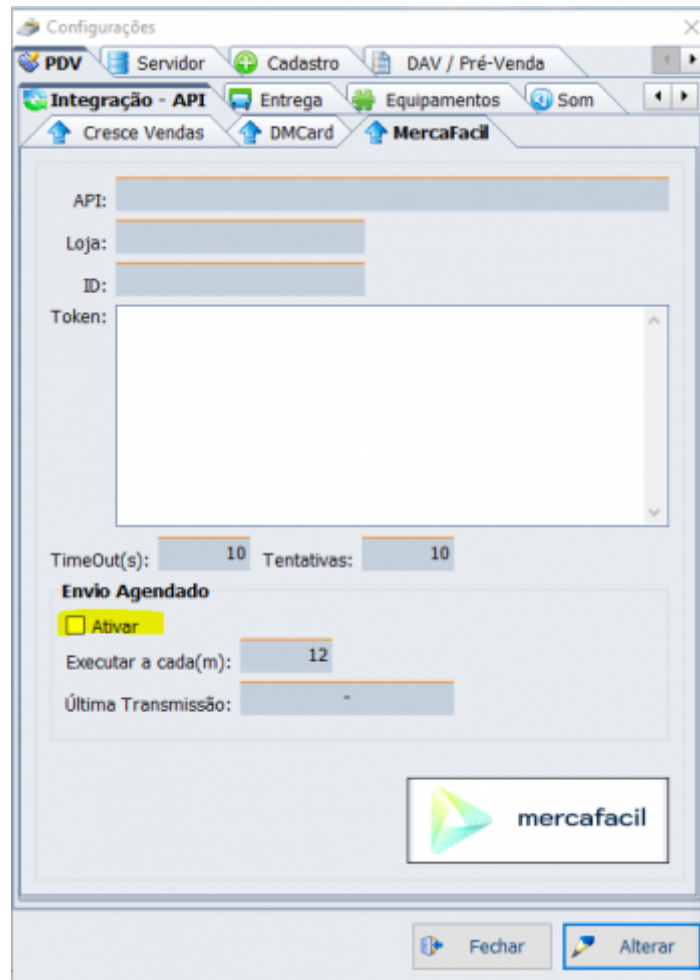 Configurações
PDV Servidor Cadastro DAV / Pré-Venda
Integração - API Entrega Equipamentos Som
Cresce Vendas DMCard MercaFacil
API:
Loja:
ID:
Token:
TimeOut(s): 10 Tentativas: 10
Envio Agendado
Ativar
Executar a cada(m): 12
Última Transmissão: -
mercafacil
Fechar Alterar